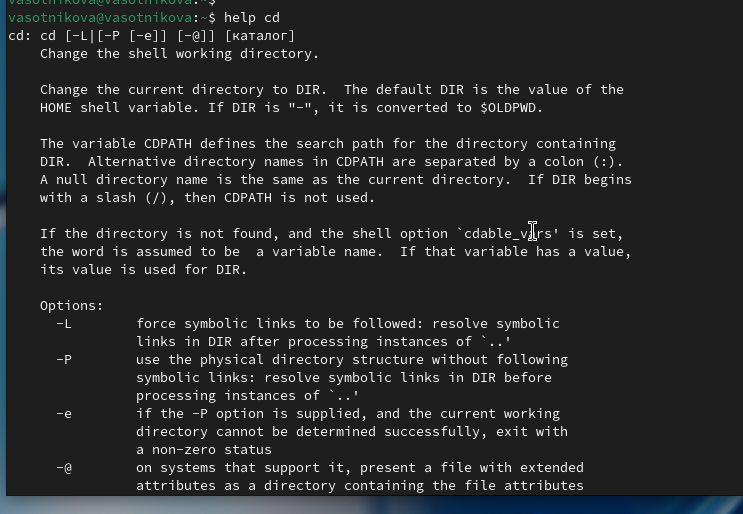 vasotnikova@vasotnikova:~$
vasotnikova@vasotnikova:~$ help cd
cd: cd [-L|[-P [-e]] [-@]] [каталог]
    Change the shell working directory.

    Change the current directory to DIR.  The default DIR is the value of the
    HOME shell variable. If DIR is "-", it is converted to $OLDPWD.

    The variable CDPATH defines the search path for the directory containing
    DIR.  Alternative directory names in CDPATH are separated by a colon (:).
    A null directory name is the same as the current directory.  If DIR begins
    with a slash (/), then CDPATH is not used.

    If the directory is not found, and the shell option `cdable_vars' is set,
    the word is assumed to be  a variable name.  If that variable has a value,
    its value is used for DIR.

    Options:
      -L        force symbolic links to be followed: resolve symbolic
                links in DIR after processing instances of `..'
      -P        use the physical directory structure without following
                symbolic links: resolve symbolic links in DIR before
                processing instances of `..'
      -e        if the -P option is supplied, and the current working
                directory cannot be determined successfully, exit with
                a non-zero status
      -@        on systems that support it, present a file with extended
                attributes as a directory containing the file attributes